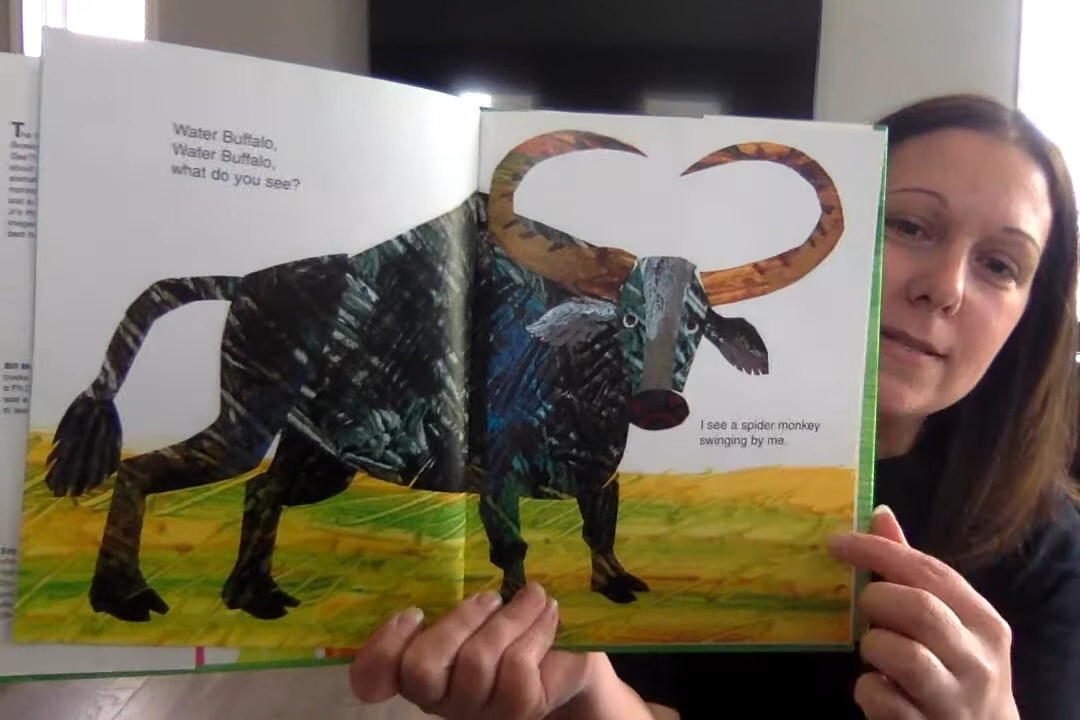 Water Buffalo,
Water Buffalo,
what do you see?
I see a spider monkey
swinging by me.